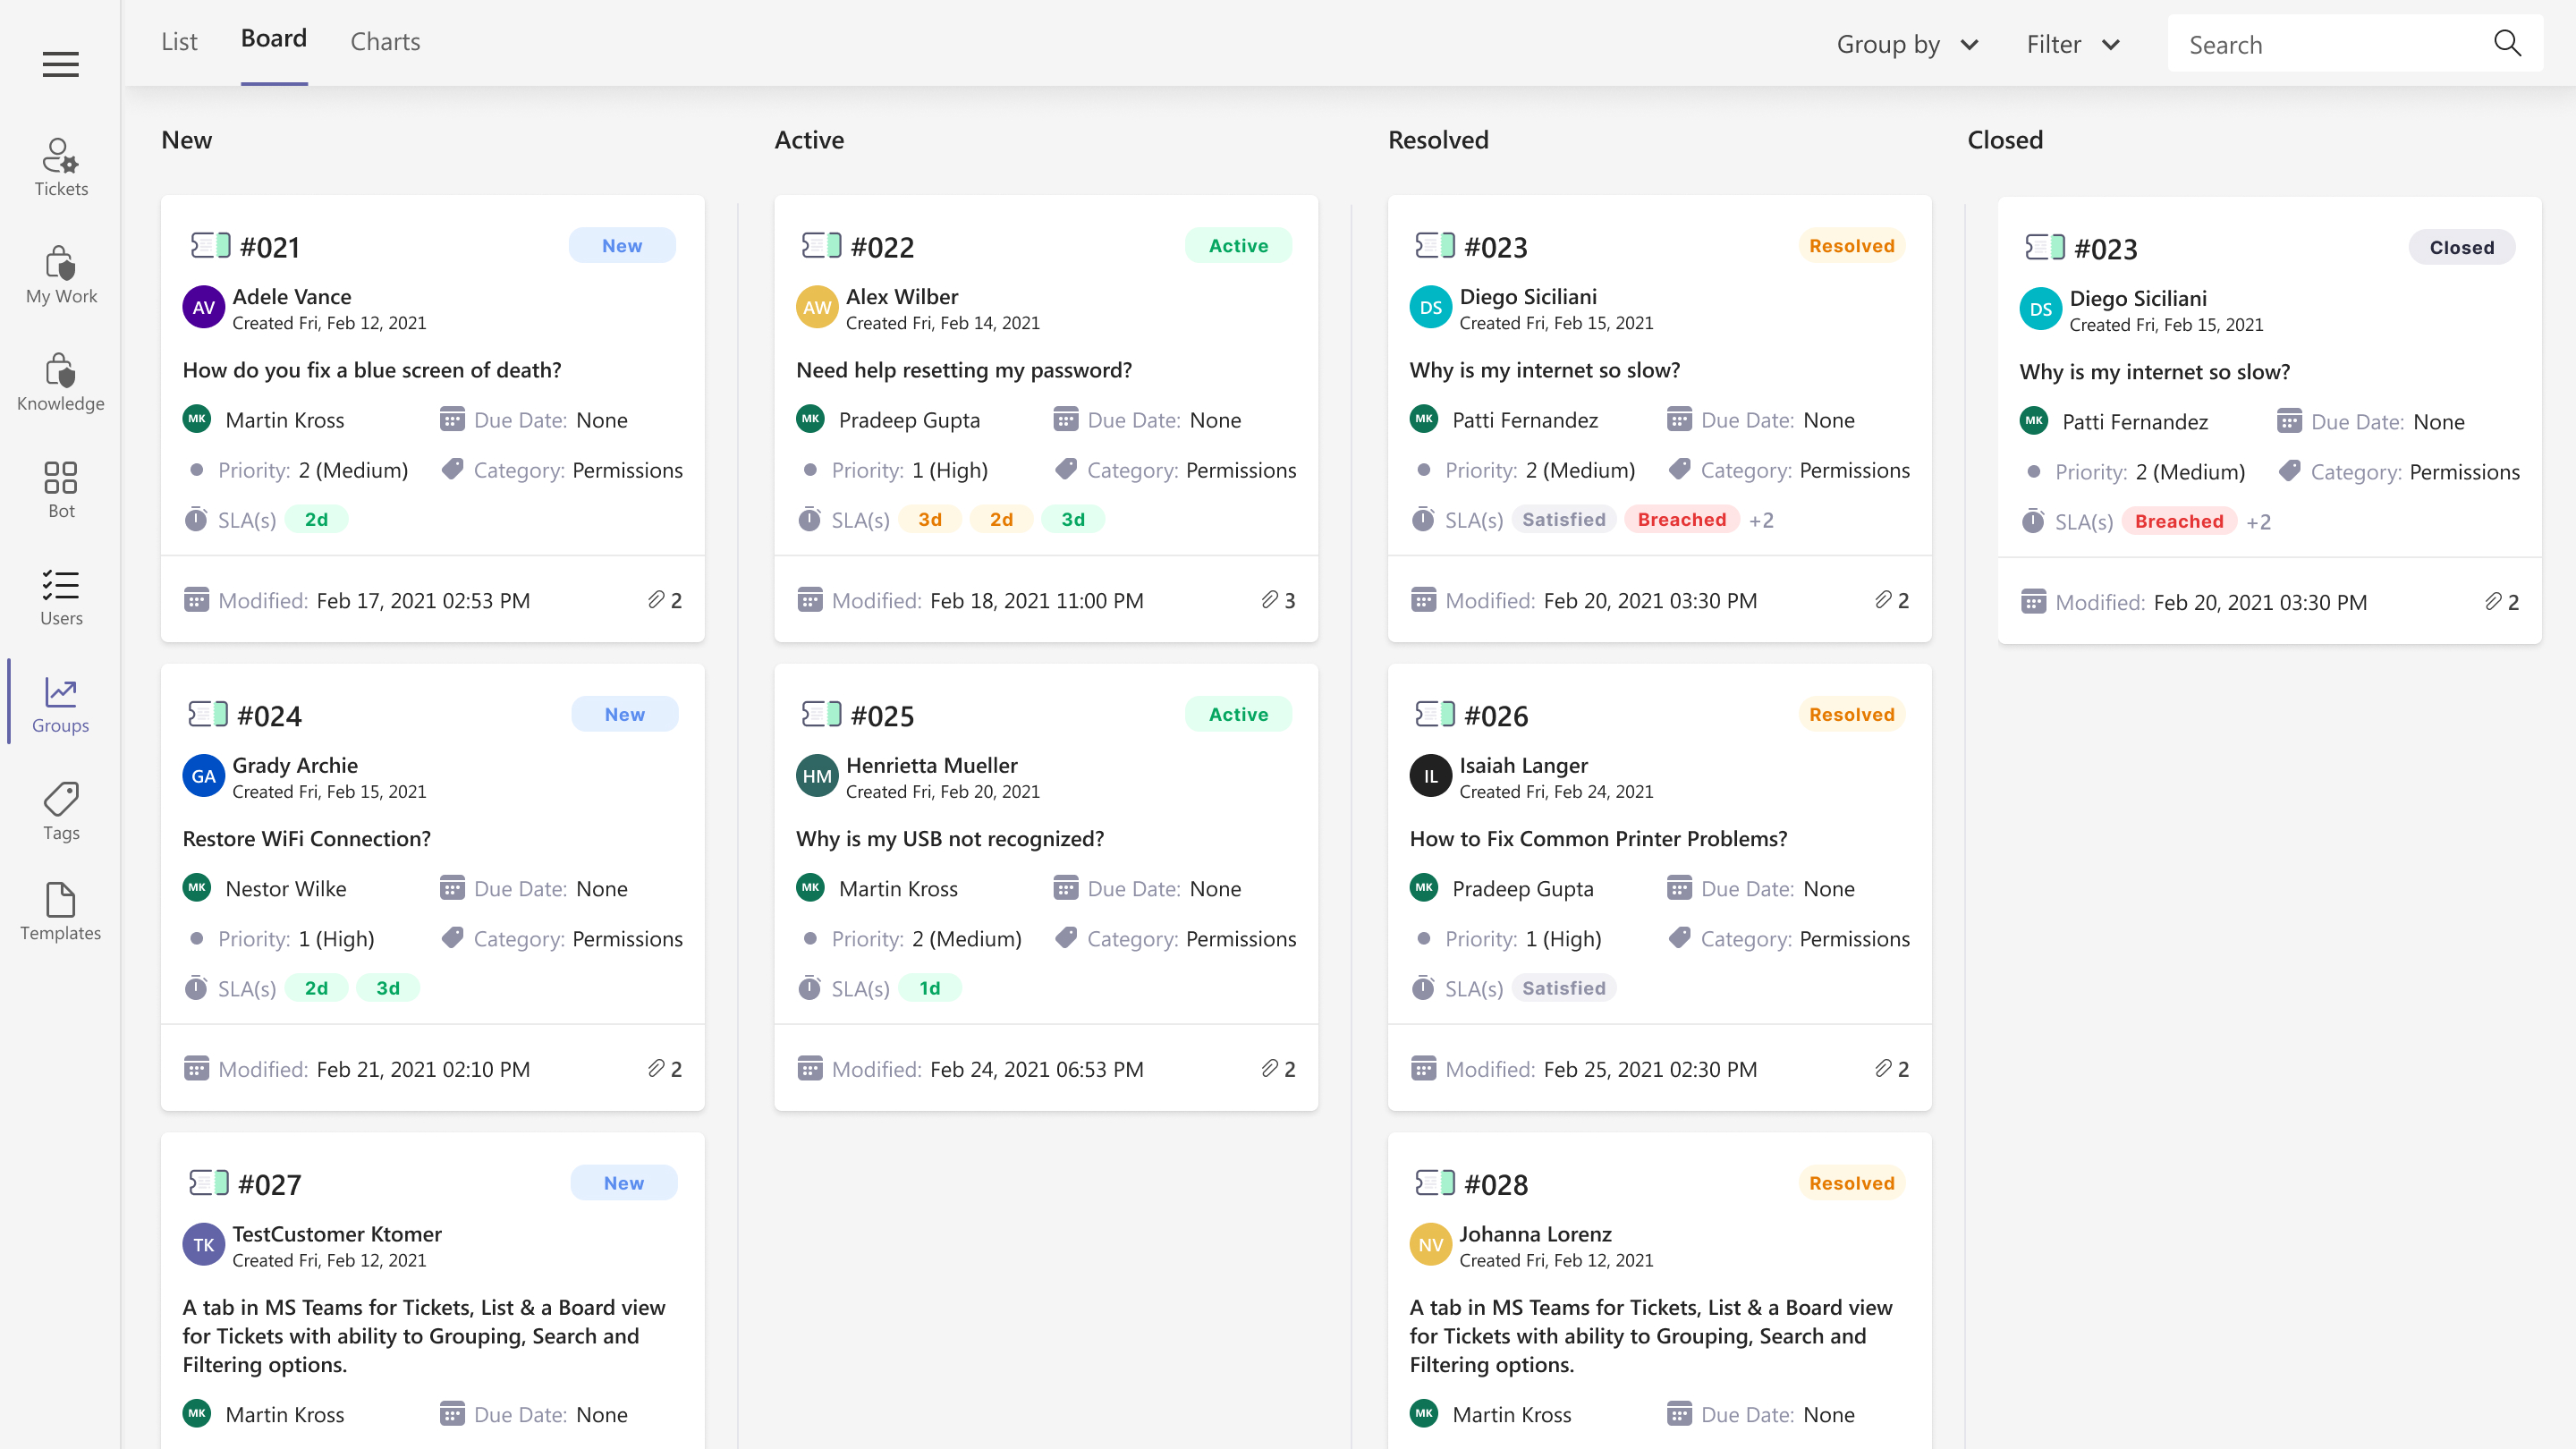 List Board Charts Group by Filter Search
Tickets
My Work
Knowledge
Bot
Users
Groups
Tags
Templates
New
#021 New
AV Adele Vance
Created Fri, Feb 12, 2021
How do you fix a blue screen of death?
MK Martin Kross Due Date: None
Priority: 2 (Medium) Category: Permissions
SLA(s) 2d
Modified: Feb 17, 2021 02:53 PM 2
#024 New
GA Grady Archie
Created Fri, Feb 15, 2021
Restore WiFi Connection?
MK Nestor Wilke Due Date: None
Priority: 1 (High) Category: Permissions
SLA(s) 2d 3d
Modified: Feb 21, 2021 02:10 PM 2
#027 New
TK TestCustomer Ktomer
Created Fri, Feb 12, 2021
A tab in MS Teams for Tickets, List & a Board view
for Tickets with ability to Grouping, Search and
Filtering options.
MK Martin Kross Due Date: None
Active
#022 Active
AW Alex Wilber
Created Fri, Feb 14, 2021
Need help resetting my password?
MK Pradeep Gupta Due Date: None
Priority: 1 (High) Category: Permissions
SLA(s) 3d 2d 3d
Modified: Feb 18, 2021 11:00 PM 3
#025 Active
HM Henrietta Mueller
Created Fri, Feb 20, 2021
Why is my USB not recognized?
MK Martin Kross Due Date: None
Priority: 2 (Medium) Category: Permissions
SLA(s) 1d
Modified: Feb 24, 2021 06:53 PM 2
Resolved
#023 Resolved
DS Diego Siciliani
Created Fri, Feb 15, 2021
Why is my internet so slow?
MK Patti Fernandez Due Date: None
Priority: 2 (Medium) Category: Permissions
SLA(s) Satisfied Breached +2
Modified: Feb 20, 2021 03:30 PM 2
#026 Resolved
IL Isaiah Langer
Created Fri, Feb 24, 2021
How to Fix Common Printer Problems?
MK Pradeep Gupta Due Date: None
Priority: 1 (High) Category: Permissions
SLA(s) Satisfied
Modified: Feb 25, 2021 02:30 PM 2
#028 Resolved
NV Johanna Lorenz
Created Fri, Feb 12, 2021
A tab in MS Teams for Tickets, List & a Board view
for Tickets with ability to Grouping, Search and
Filtering options.
MK Martin Kross Due Date: None
Closed
#023 Closed
DS Diego Siciliani
Created Fri, Feb 15, 2021
Why is my internet so slow?
MK Patti Fernandez Due Date: None
Priority: 2 (Medium) Category: Permissions
SLA(s) Breached +2
Modified: Feb 20, 2021 03:30 PM 2